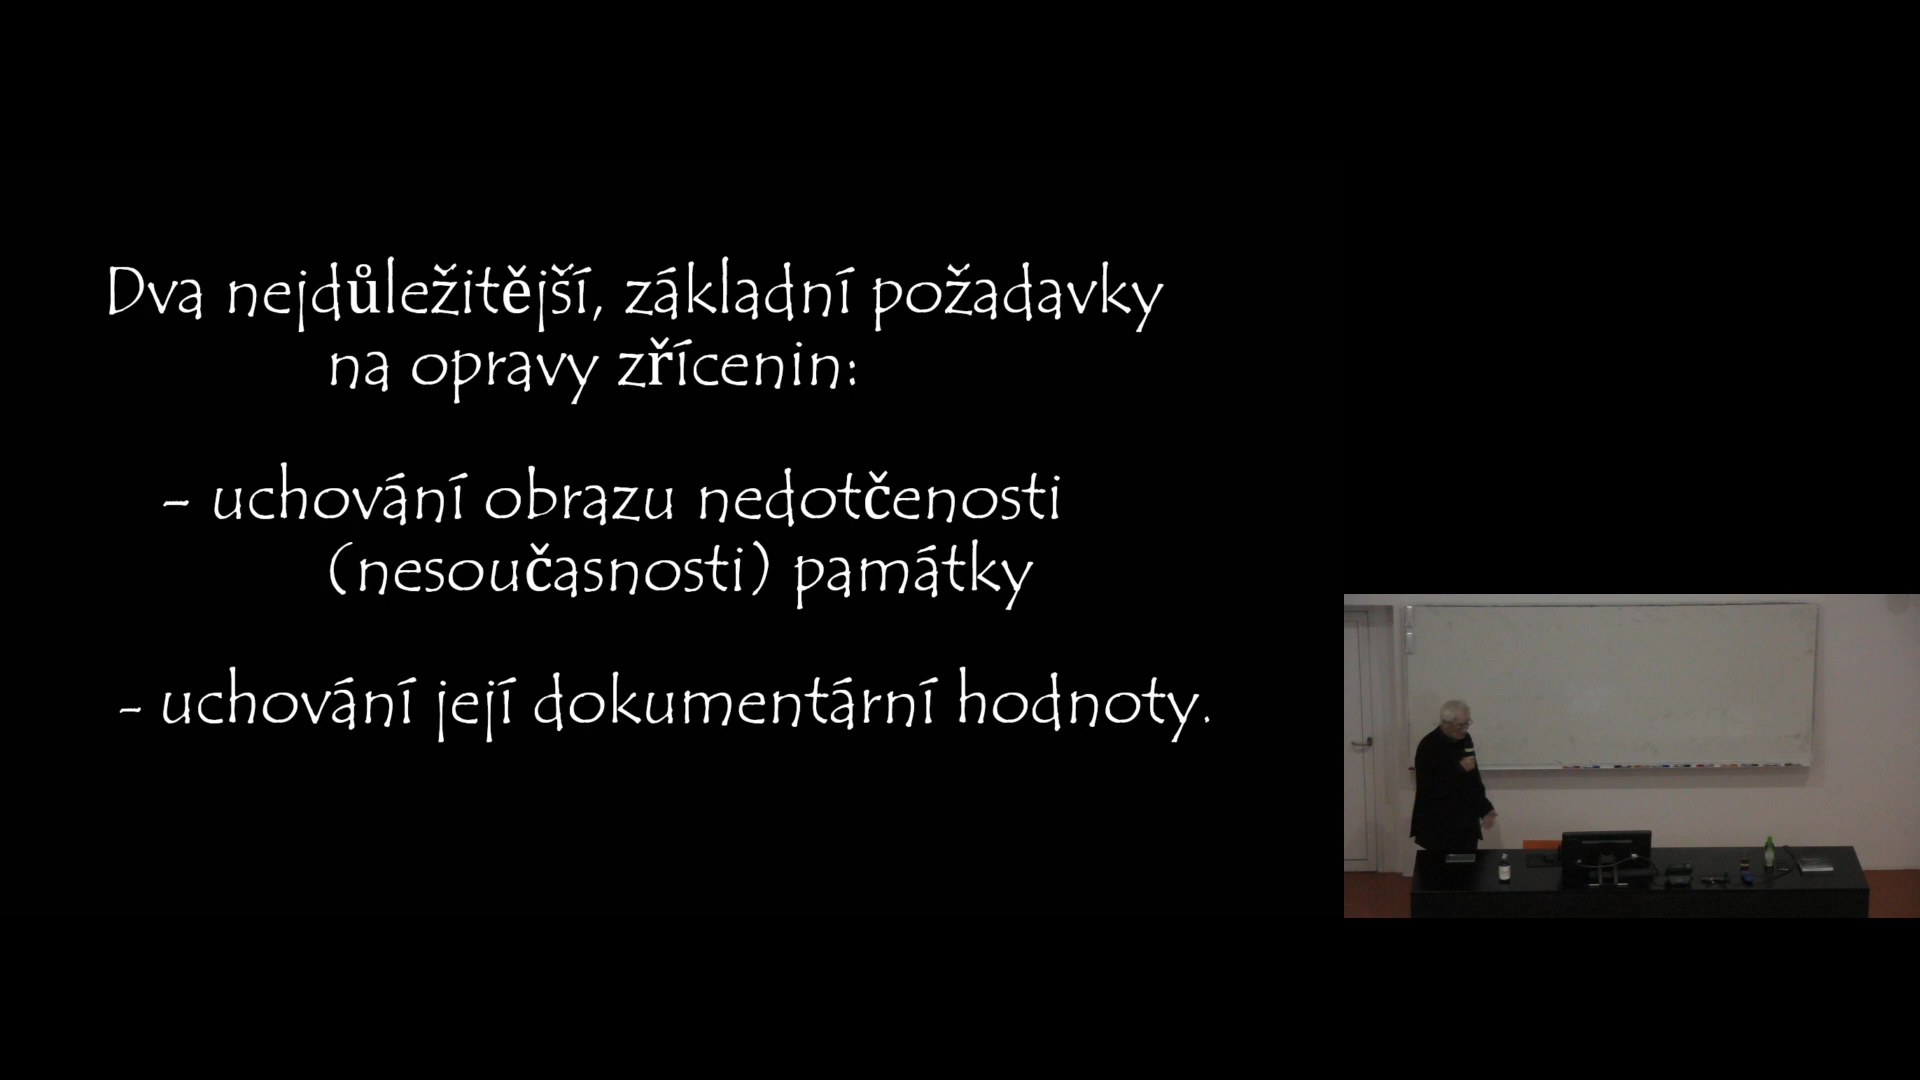 Dva nejdůležitější, základní požadavky
na opravy zřícenin:
- uchování obrazu nedotčenosti
(nesoučasnosti) památky
- uchování její dokumentární hodnoty.